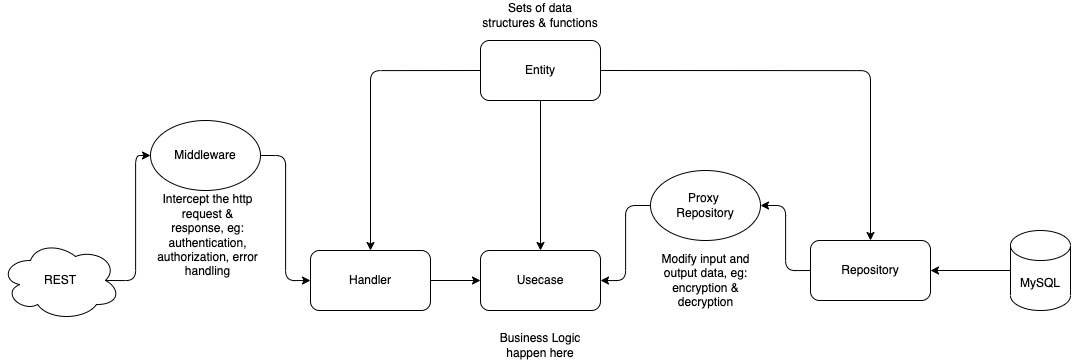 Sets of data
structures & functions
Entity
Middleware
Intercept the http
request &
response, eg:
authentication,
authorization, error
handling
REST
Handler
Usecase
Business Logic
happen here
Proxy
Repository
Modify input and
output data, eg:
encryption &
decryption
Repository
MySQL